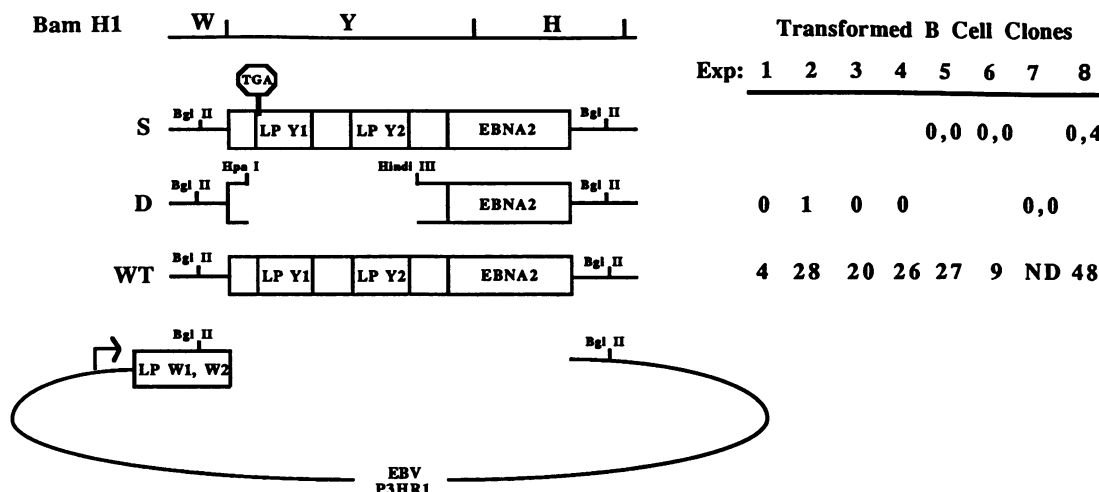 Bam H1 W Y H
Transformed B Cell Clones
Exp: 1 2 3 4 5 6 7 8
TGA
S Bgl II LP Y1 LP Y2 EBNA2 Bgl II 0,0 0,0 0,4
Hpa I Hindi III
D Bgl II EBNA2 Bgl II 0 1 0 0 0,0
WT Bgl II LP Y1 LP Y2 EBNA2 Bgl II 4 28 20 26 27 9 ND 48
Bgl II Bgl II
LP W1, W2
EBV
P3HR1